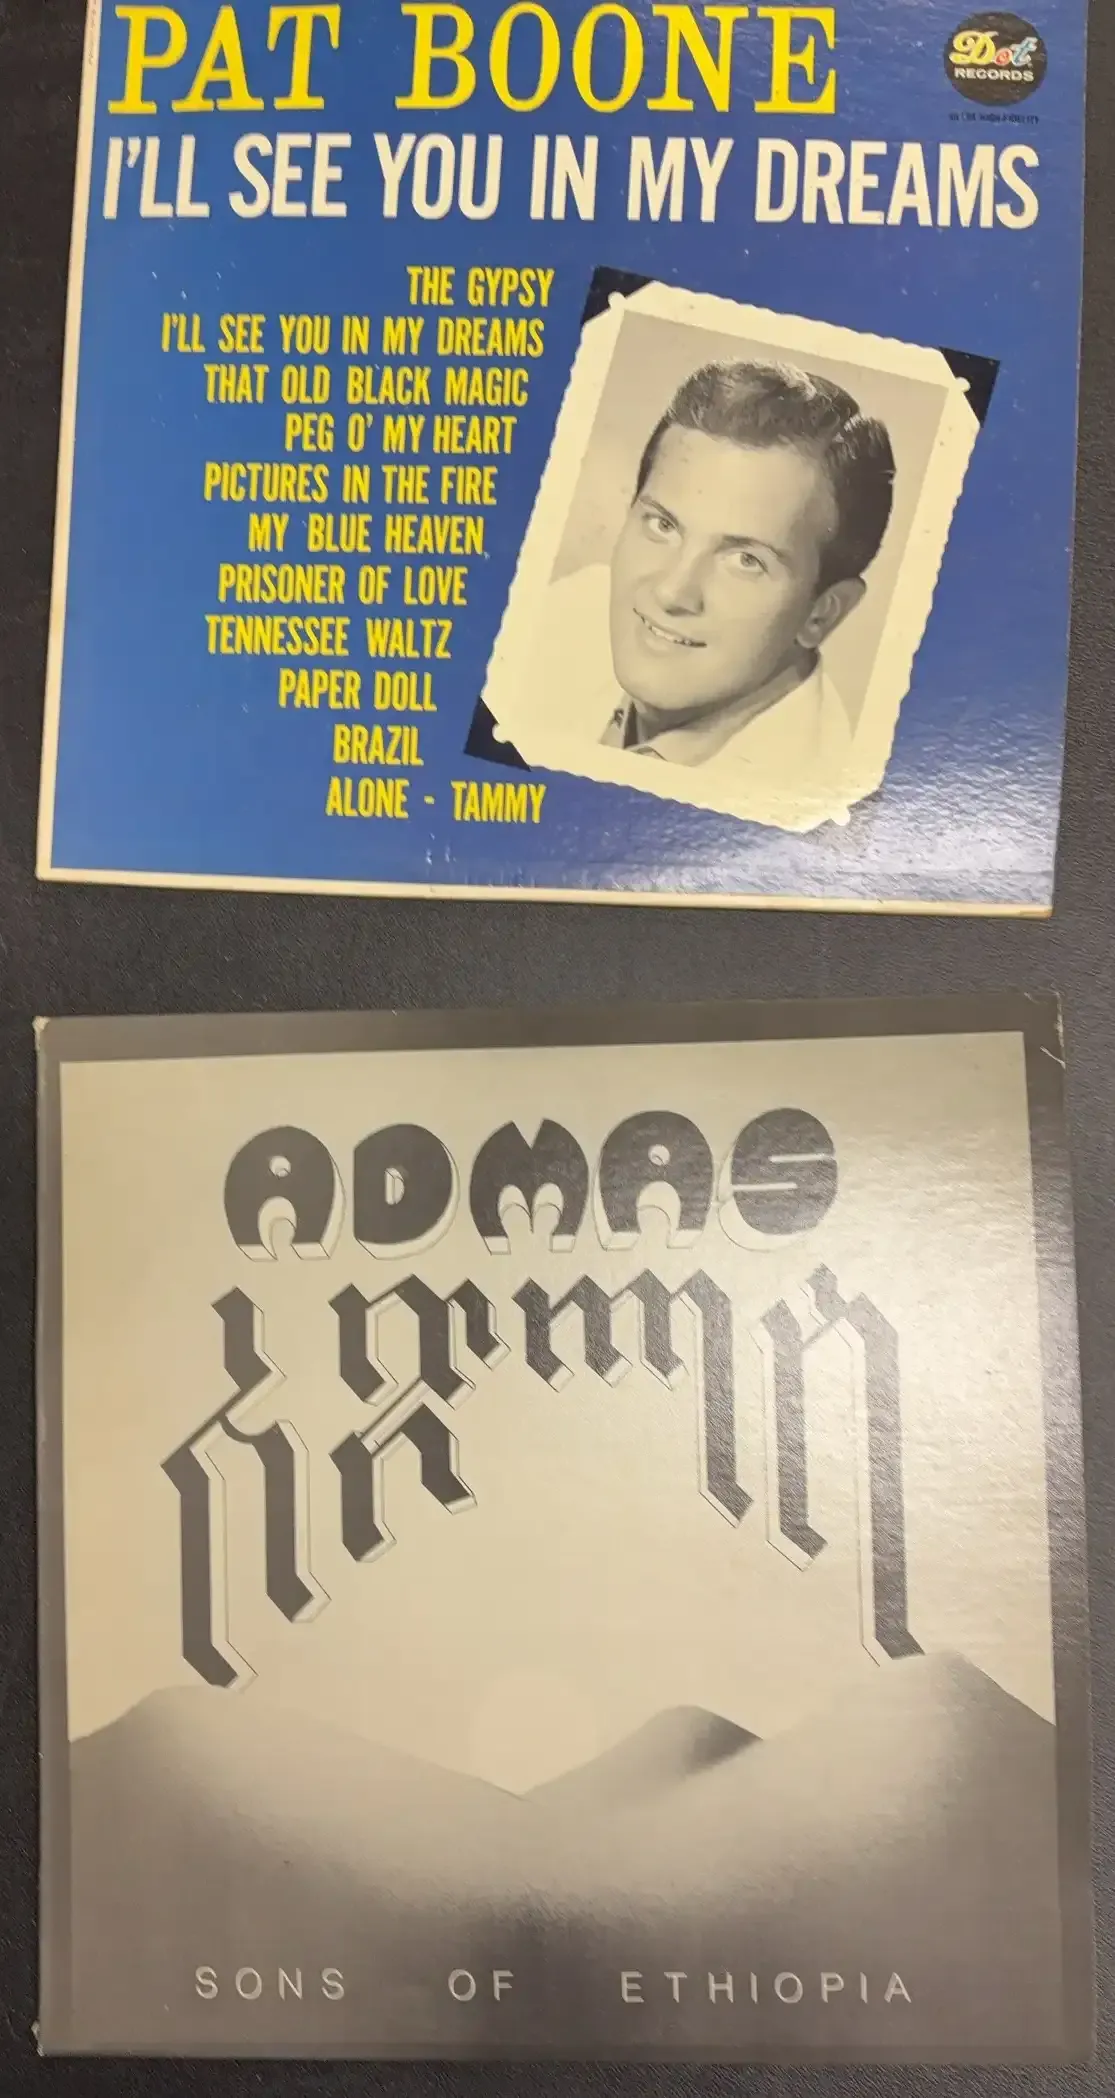 PAT BOONE
Dot
RECORDS
I'LL SEE YOU IN MY DREAMS
THE GYPSY
I'LL SEE YOU IN MY DREAMS
THAT OLD BLACK MAGIC
PEG O' MY HEART
PICTURES IN THE FIRE
MY BLUE HEAVEN
PRISONER OF LOVE
TENNESSEE WALTZ
PAPER DOLL
BRAZIL
ALONE - TAMMY
ADMAS
አድማስ
SONS OF ETHIOPIA